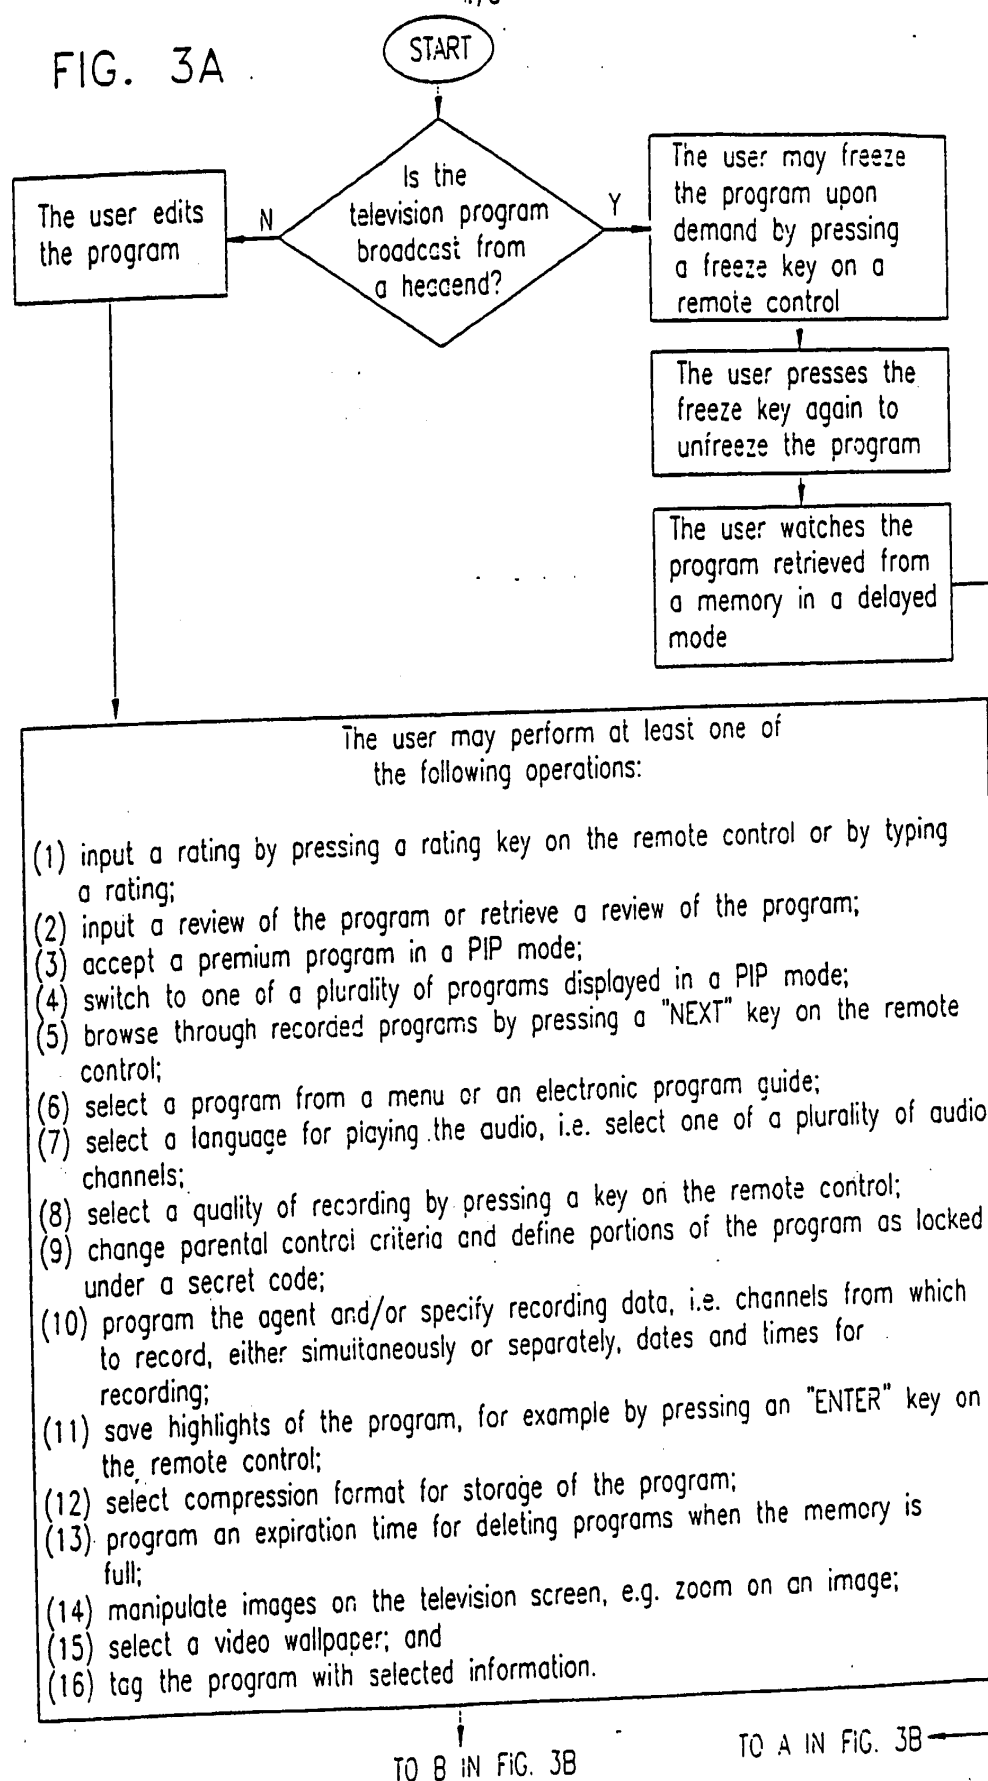 FIG. 3A
START
Is the
television program
broadcast from
a headend?
N
Y
The user edits
the program
The user may freeze
the program upon
demand by pressing
a freeze key on a
remote control
The user presses the
freeze key again to
unfreeze the program
The user watches the
program retrieved from
a memory in a delayed
mode
The user may perform at least one of
the following operations:
(1) input a rating by pressing a rating key on the remote control or by typing
a rating;
(2) input a review of the program or retrieve a review of the program;
(3) accept a premium program in a PIP mode;
(4) switch to one of a plurality of programs displayed in a PIP mode;
(5) browse through recorded programs by pressing a "NEXT" key on the remote
control;
(6) select a program from a menu or an electronic program guide;
(7) select a language for playing the audio, i.e. select one of a plurality of audio
channels;
(8) select a quality of recording by pressing a key on the remote control;
(9) change parental control criteria and define portions of the program as locked
under a secret code;
(10) program the agent and/or specify recording data, i.e. channels from which
to record, either simultaneously or separately, dates and times for
recording;
(11) save highlights of the program, for example by pressing an "ENTER" key on
the remote control;
(12) select compression format for storage of the program;
(13) program an expiration time for deleting programs when the memory is
full;
(14) manipulate images on the television screen, e.g. zoom on an image;
(15) select a video wallpaper; and
(16) tag the program with selected information.
TO B IN FIG. 3B
TO A IN FIG. 3B